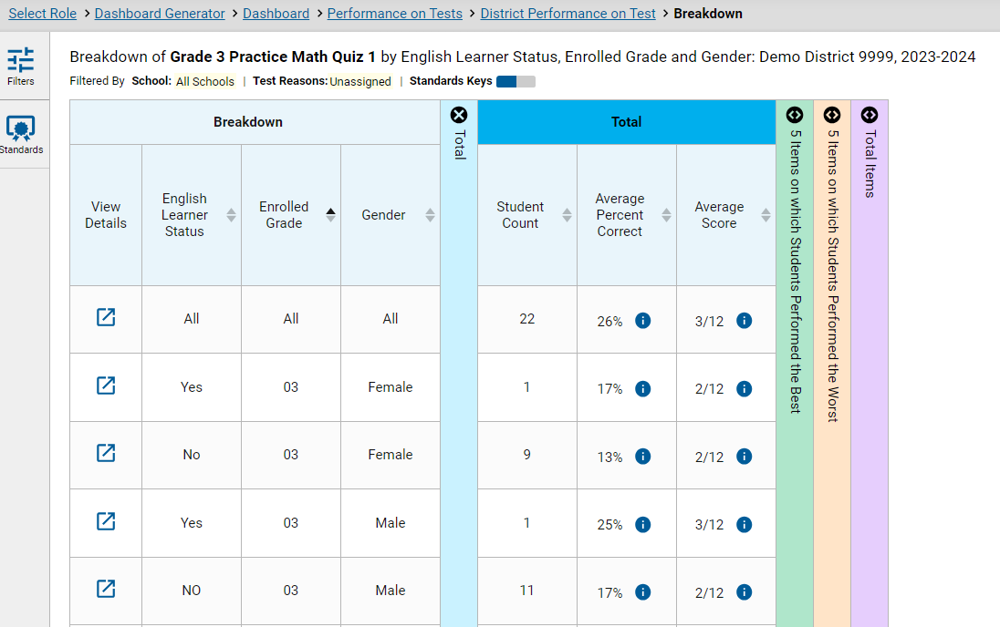 Select Role > Dashboard Generator > Dashboard > Performance on Tests > District Performance on Test > Breakdown
Filters
Standards
Breakdown of Grade 3 Practice Math Quiz 1 by English Learner Status, Enrolled Grade and Gender: Demo District 9999, 2023-2024
Filtered By School: All Schools | Test Reasons: Unassigned | Standards Keys
Breakdown
Total
Total
5 Items on which Students Performed the Best
5 Items on which Students Performed the Worst
Total Items
View
Details
English
Learner
Status
Enrolled
Grade
Gender
Student
Count
Average
Percent
Correct
Average
Score
All All All 22 26% 3/12
Yes 03 Female 1 17% 2/12
No 03 Female 9 13% 2/12
Yes 03 Male 1 25% 3/12
NO 03 Male 11 17% 2/12